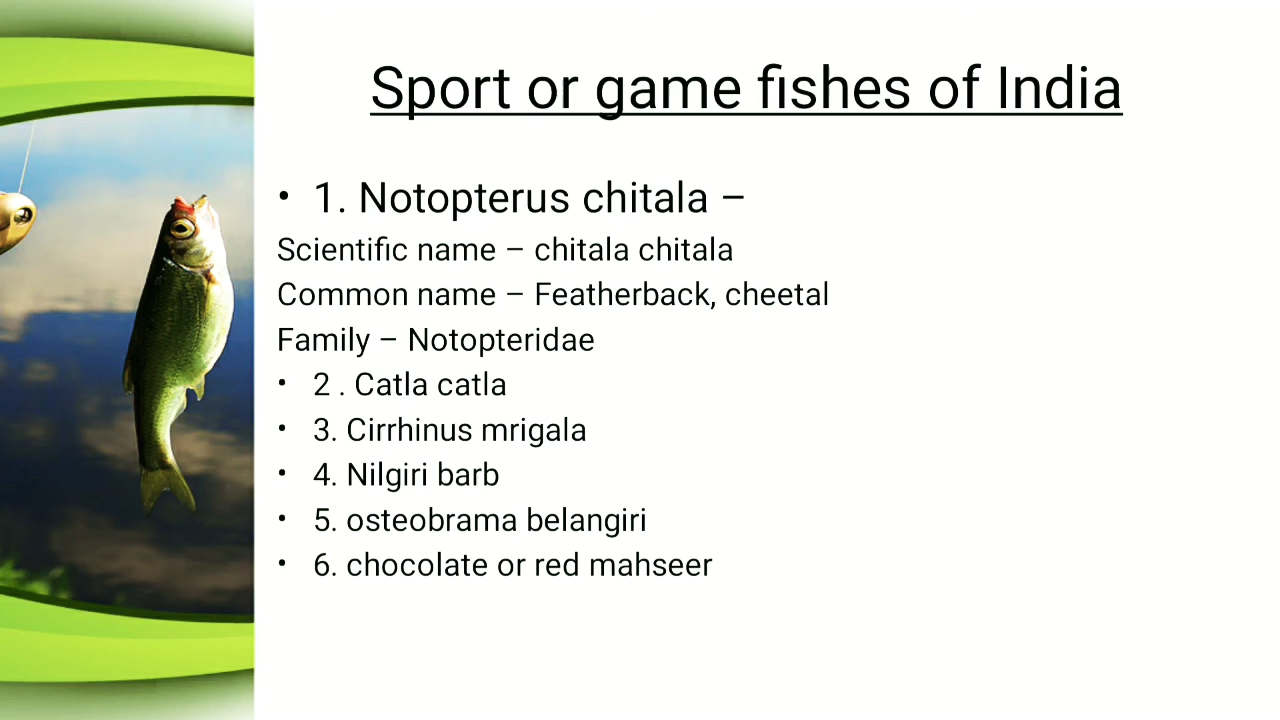 Sport or game fishes of India
• 1. Notopterus chitala –
Scientific name – chitala chitala
Common name – Featherback, cheetal
Family – Notopteridae
• 2 . Catla catla
• 3. Cirrhinus mrigala
• 4. Nilgiri barb
• 5. osteobrama belangiri
• 6. chocolate or red mahseer